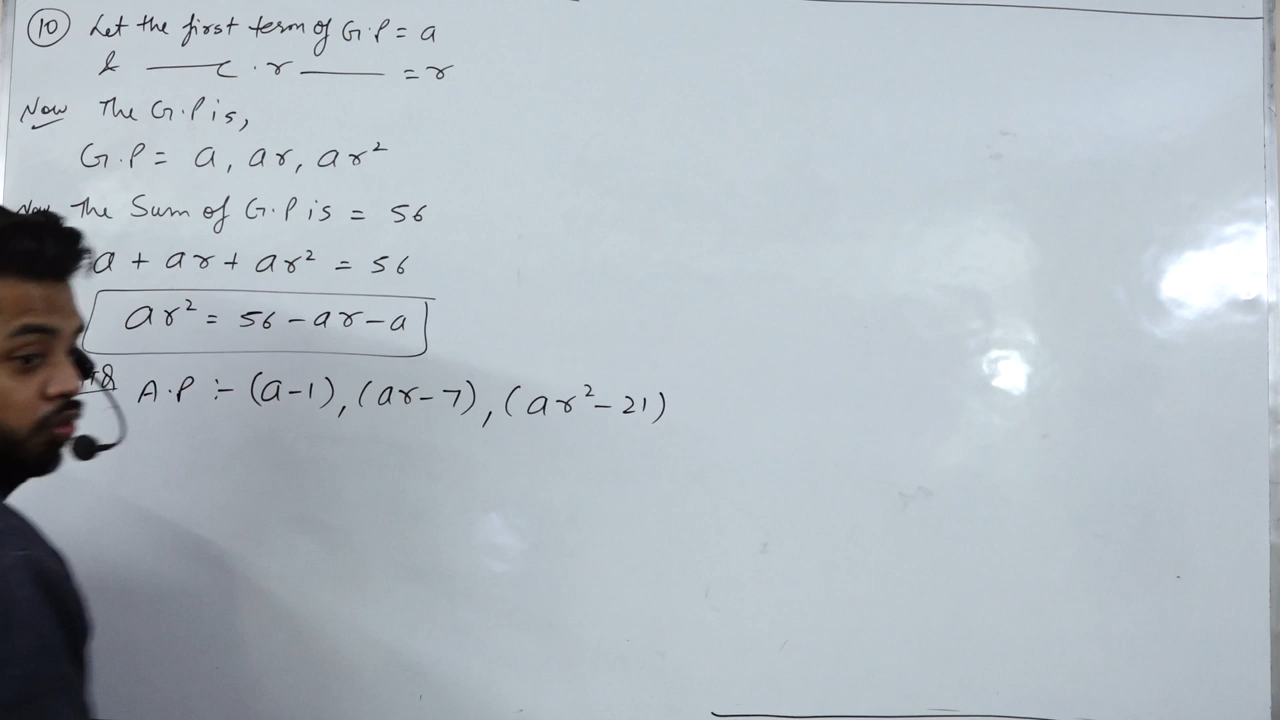 ⑩ Let the first term of G.P = a
& —— c.r —— = r
Now The G.P is,
G.P = a, ar, ar²
Now The Sum of G.P is = 56
a + ar + ar² = 56
ar² = 56 - ar - a
A.P :- (a-1), (ar-7), (ar²-21)